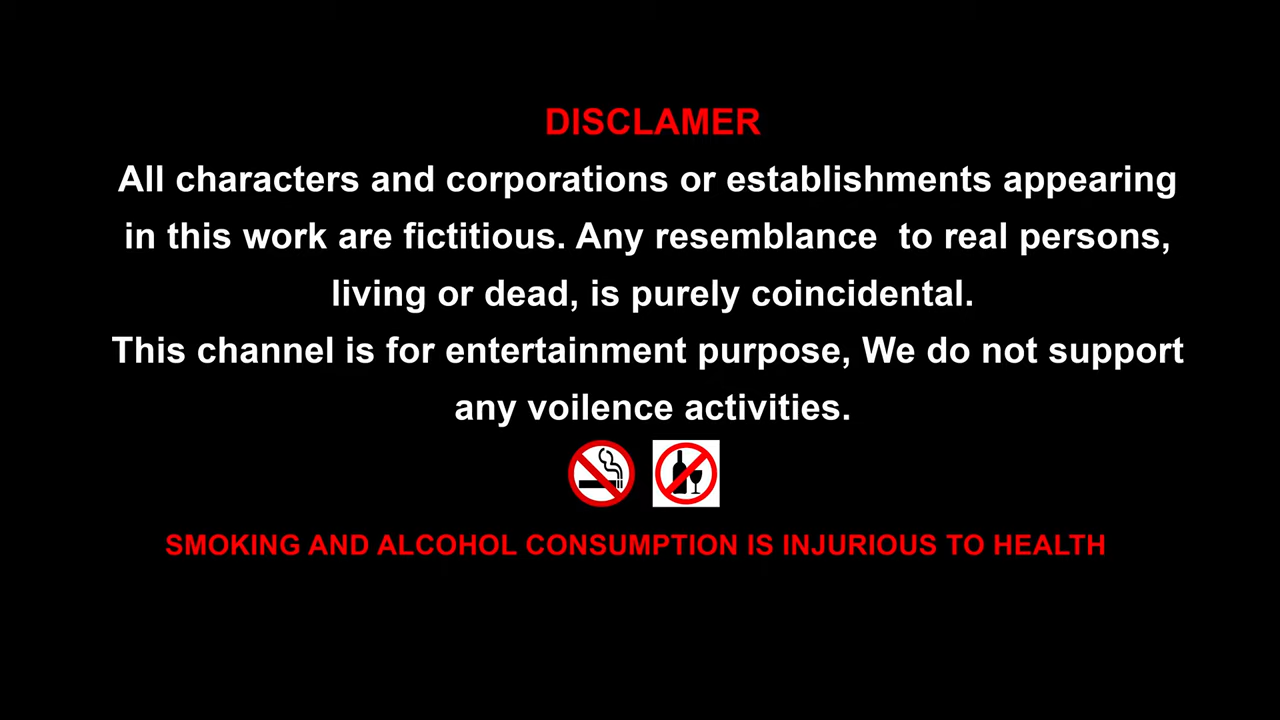 DISCLAMER
All characters and corporations or establishments appearing
in this work are fictitious. Any resemblance  to real persons,
living or dead, is purely coincidental.
This channel is for entertainment purpose, We do not support
any voilence activities.
SMOKING AND ALCOHOL CONSUMPTION IS INJURIOUS TO HEALTH